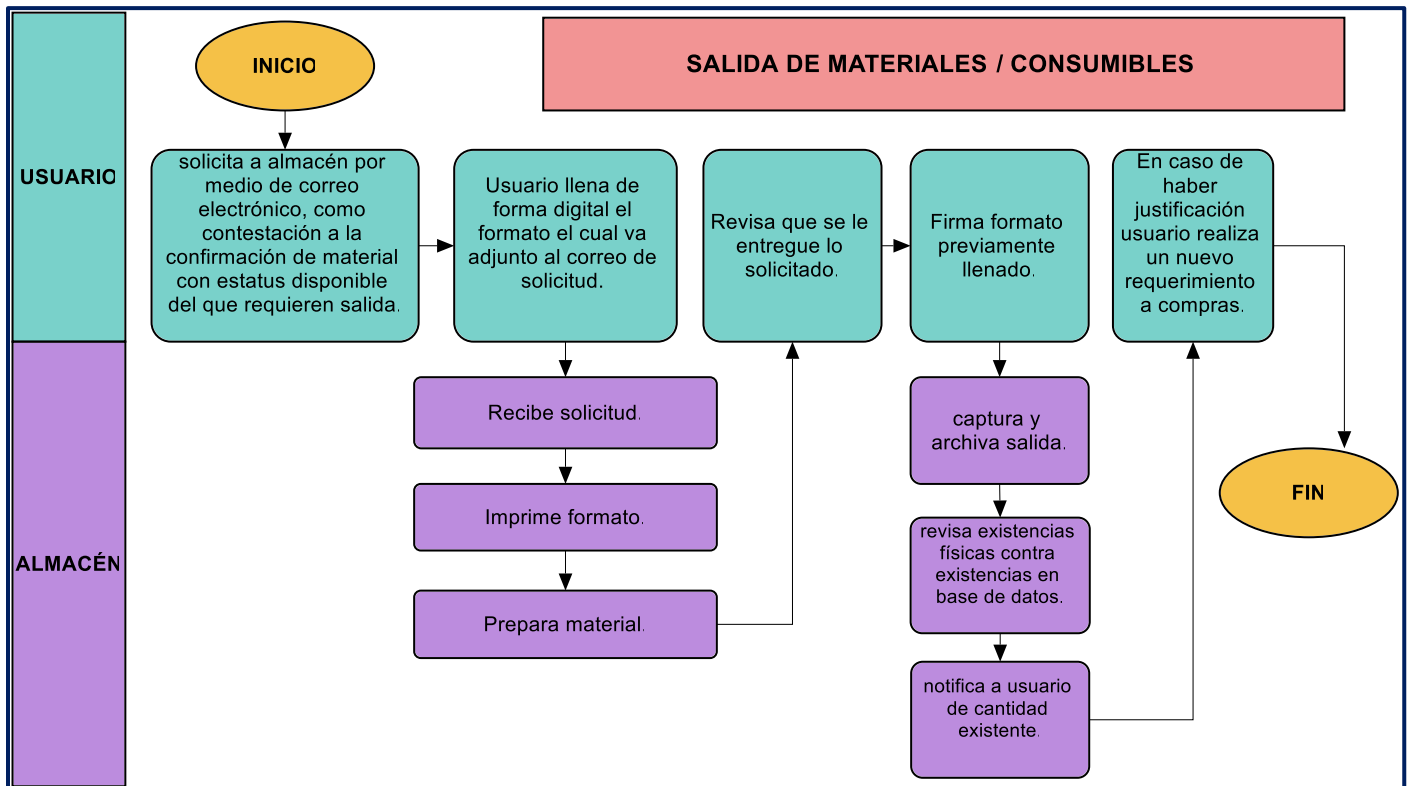 INICIO
SALIDA DE MATERIALES / CONSUMIBLES
USUARIO
solicita a almacén por
medio de correo
electrónico, como
contestación a la
confirmación de material
con estatus disponible
del que requieren salida.
Usuario llena de
forma digital el
formato el cual va
adjunto al correo de
solicitud.
Revisa que se le
entregue lo
solicitado.
Firma formato
previamente
llenado.
En caso de
haber
justificación
usuario realiza
un nuevo
requerimiento
a compras.
ALMACÉN
Recibe solicitud.
Imprime formato.
Prepara material.
captura y
archiva salida.
revisa existencias
físicas contra
existencias en
base de datos.
notifica a usuario
de cantidad
existente.
FIN